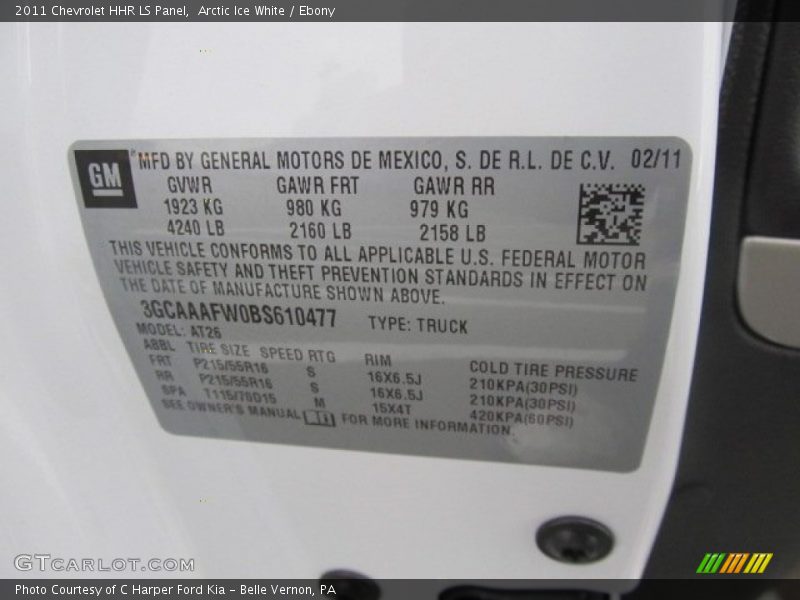 2011 Chevrolet HHR LS Panel,  Arctic Ice White / Ebony
GM
MFD BY GENERAL MOTORS DE MEXICO, S. DE R.L. DE C.V. 02/11
GVWR GAWR FRT GAWR RR
1923 KG 980 KG 979 KG
4240 LB 2160 LB 2158 LB
THIS VEHICLE CONFORMS TO ALL APPLICABLE U.S. FEDERAL MOTOR
VEHICLE SAFETY AND THEFT PREVENTION STANDARDS IN EFFECT ON
THE DATE OF MANUFACTURE SHOWN ABOVE.
3GCAAAFW0BS610477 TYPE: TRUCK
MODEL: AT26
ABBL TIRE SIZE SPEED RTG RIM COLD TIRE PRESSURE
FRT P215/55R16 S 16X6.5J 210KPA(30PSI)
RR P215/55R16 S 16X6.5J 210KPA(30PSI)
SPA T115/70D15 M 15X4T 420KPA(60PSI)
SEE OWNER'S MANUAL FOR MORE INFORMATION.
GTCARLOT.COM
Photo Courtesy of C Harper Ford Kia - Belle Vernon, PA